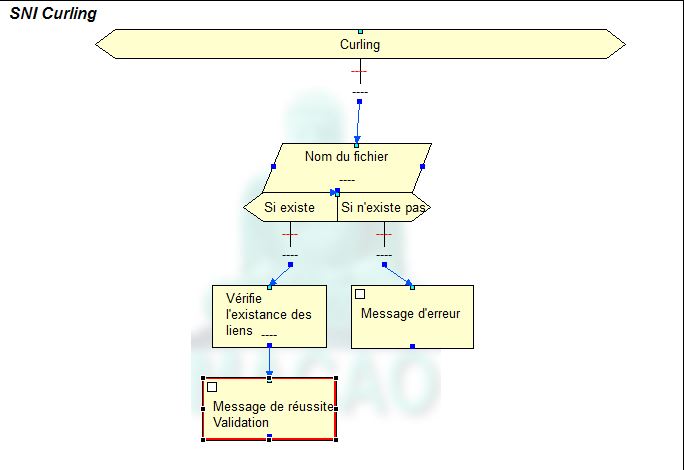 SNI Curling
Curling
----
Nom du fichier
----
Si existe
Si n'existe pas
----
----
Vérifie
l'existance des
liens ----
Message d'erreur
Message de réussite
Validation
MACAO